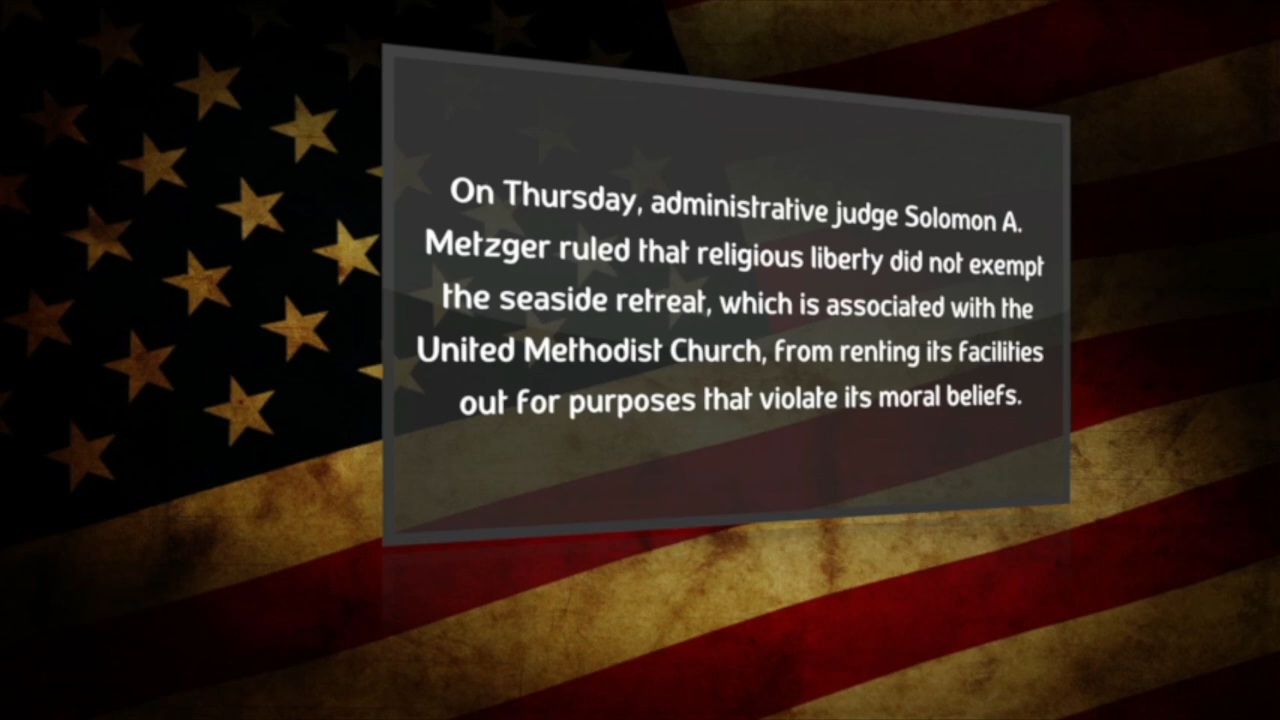 On Thursday, administrative judge Solomon A.
Metzger ruled that religious liberty did not exempt
the seaside retreat, which is associated with the
United Methodist Church, from renting its facilities
out for purposes that violate its moral beliefs.